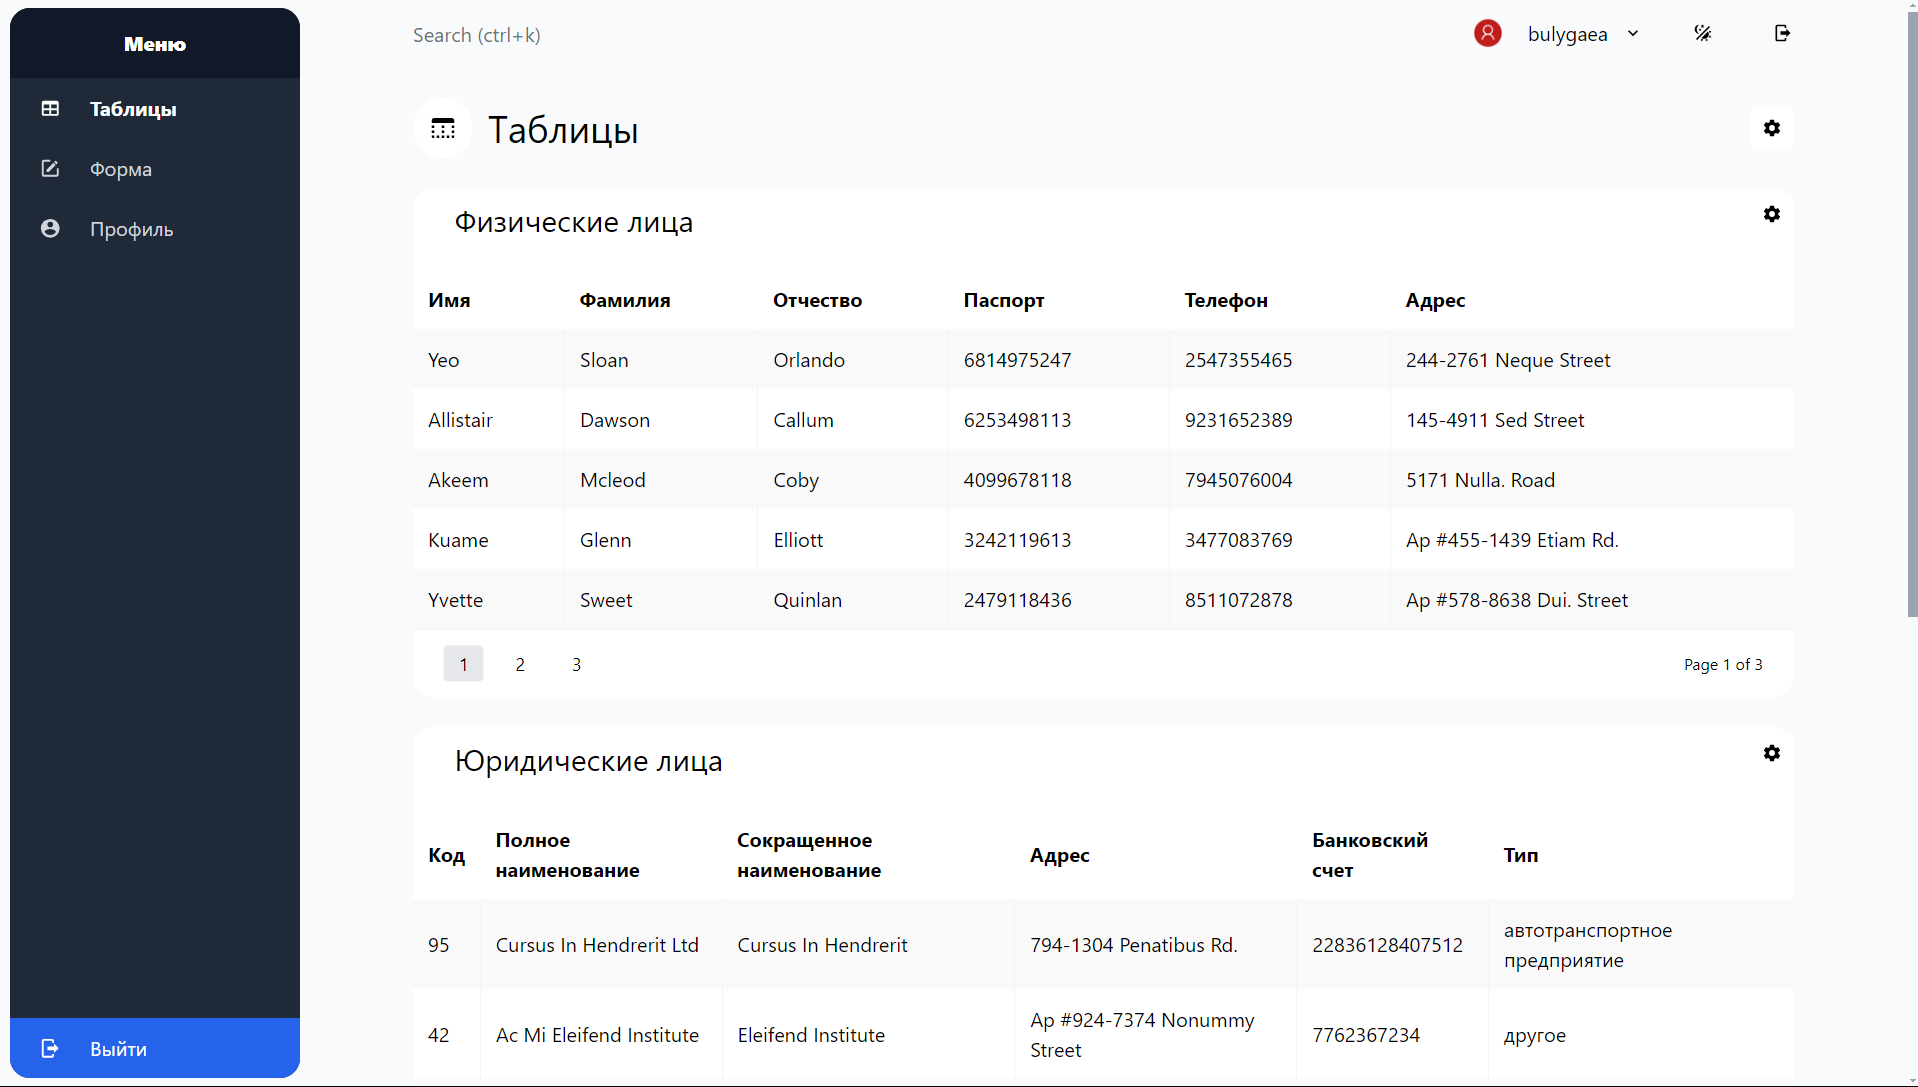 Меню
Таблицы
Форма
Профиль
Выйти
Search (ctrl+k)
bulygaea
Таблицы
Физические лица
Имя Фамилия Отчество Паспорт Телефон Адрес
Yeo Sloan Orlando 6814975247 2547355465 244-2761 Neque Street
Allistair Dawson Callum 6253498113 9231652389 145-4911 Sed Street
Akeem Mcleod Coby 4099678118 7945076004 5171 Nulla. Road
Kuame Glenn Elliott 3242119613 3477083769 Ap #455-1439 Etiam Rd.
Yvette Sweet Quinlan 2479118436 8511072878 Ap #578-8638 Dui. Street
1 2 3 Page 1 of 3
Юридические лица
Код
Полное
наименование
Сокращенное
наименование
Адрес
Банковский
счет
Тип
95
Cursus In Hendrerit Ltd
Cursus In Hendrerit
794-1304 Penatibus Rd.
22836128407512
автотранспортное
предприятие
42
Ac Mi Eleifend Institute
Eleifend Institute
Ap #924-7374 Nonummy
Street
7762367234
другое